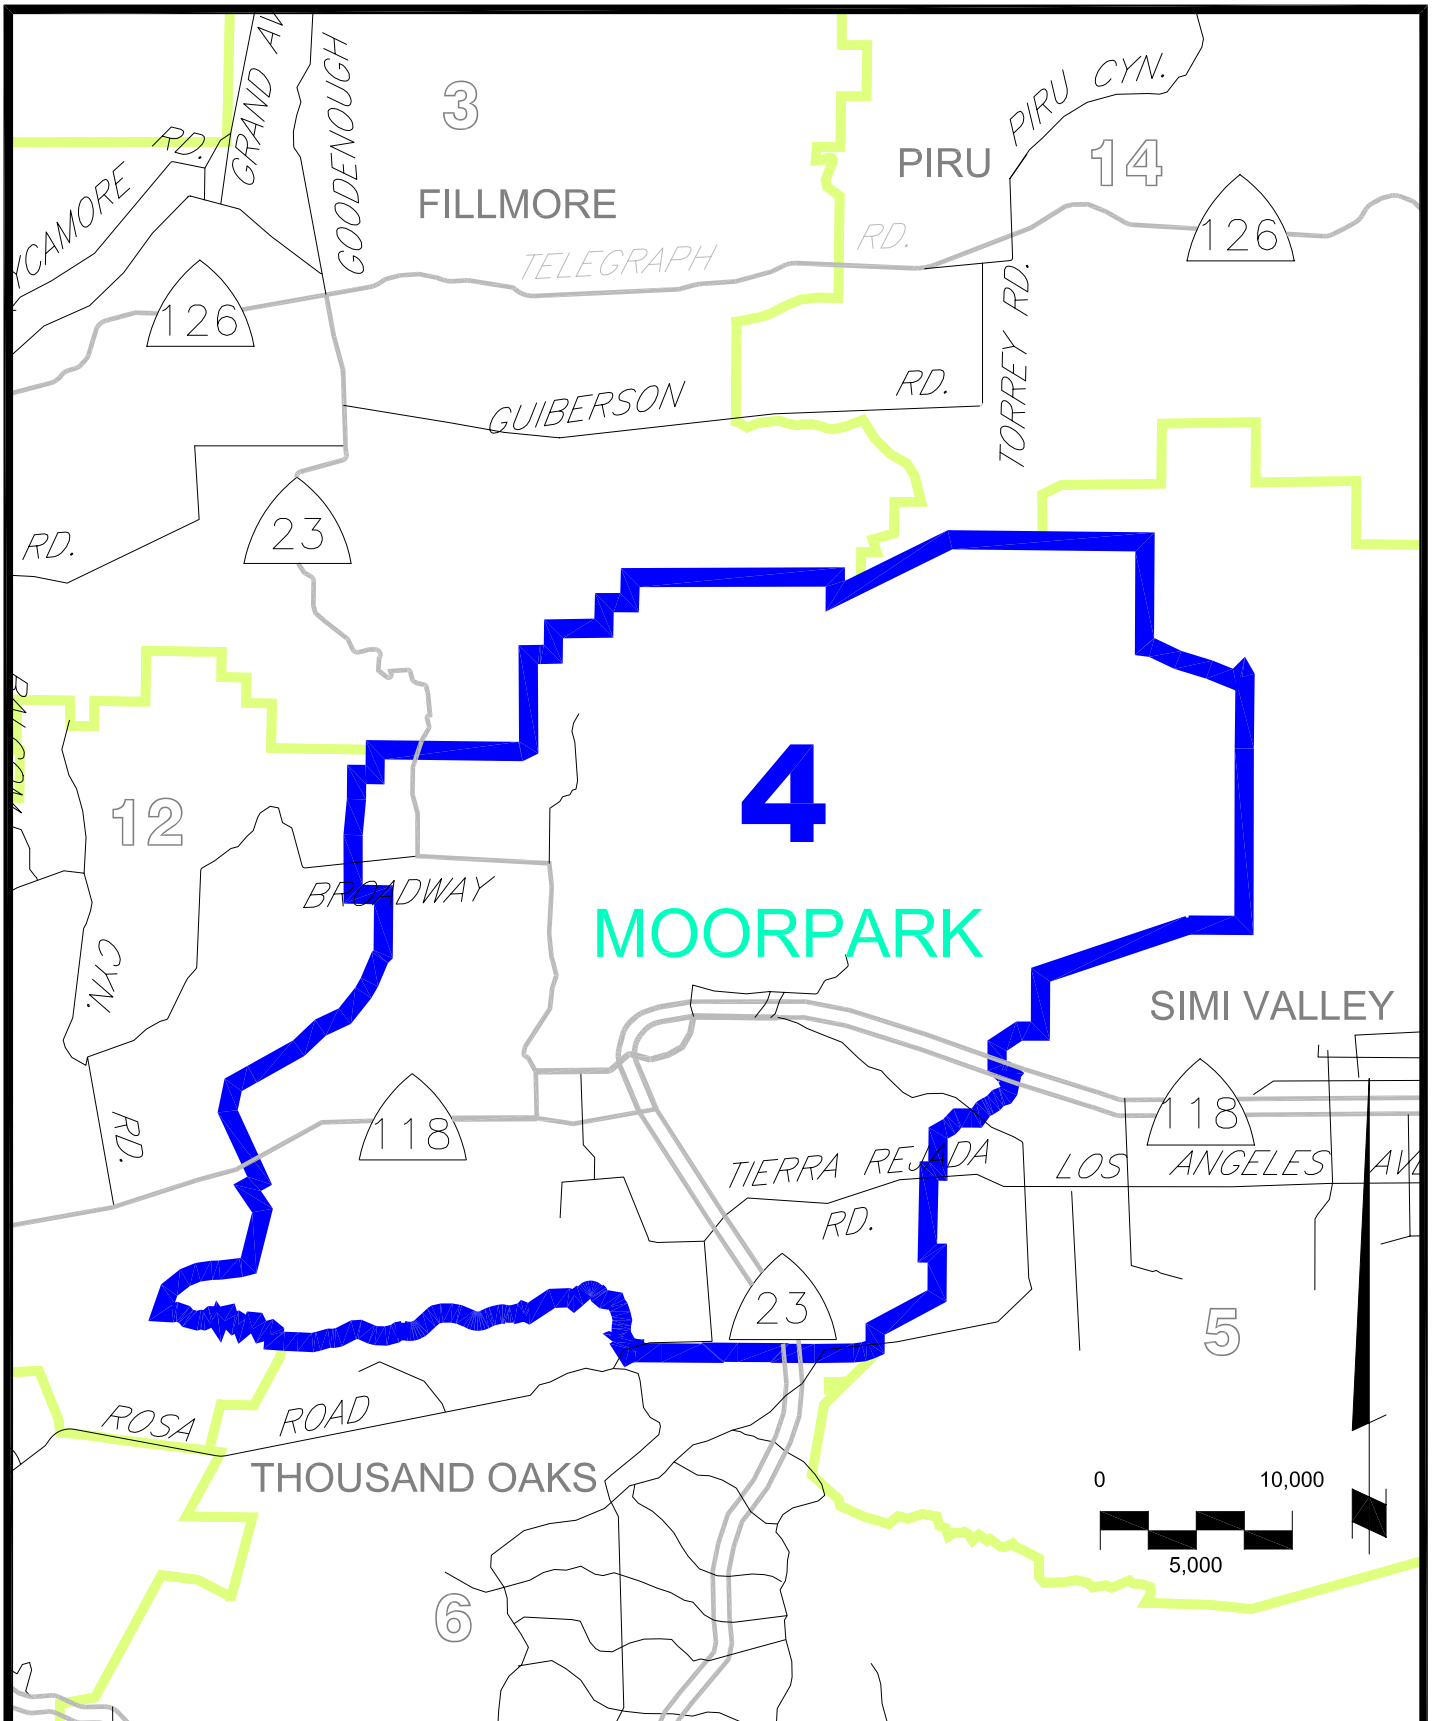 GRAND AV
GOODENOUGH
3
PIRU CYN.
RD.
PIRU
14
YCAMORE
FILLMORE
126
TELEGRAPH
RD.
126
TORREY RD.
GUIBERSON
RD.
23
RD.
4
12
BROADWAY
MOORPARK
CYN.
SIMI VALLEY
118
118
RD.
TIERRA REJADA
RD.
LOS ANGELES AVE
23
5
ROSA ROAD
THOUSAND OAKS
0
10,000
5,000
6